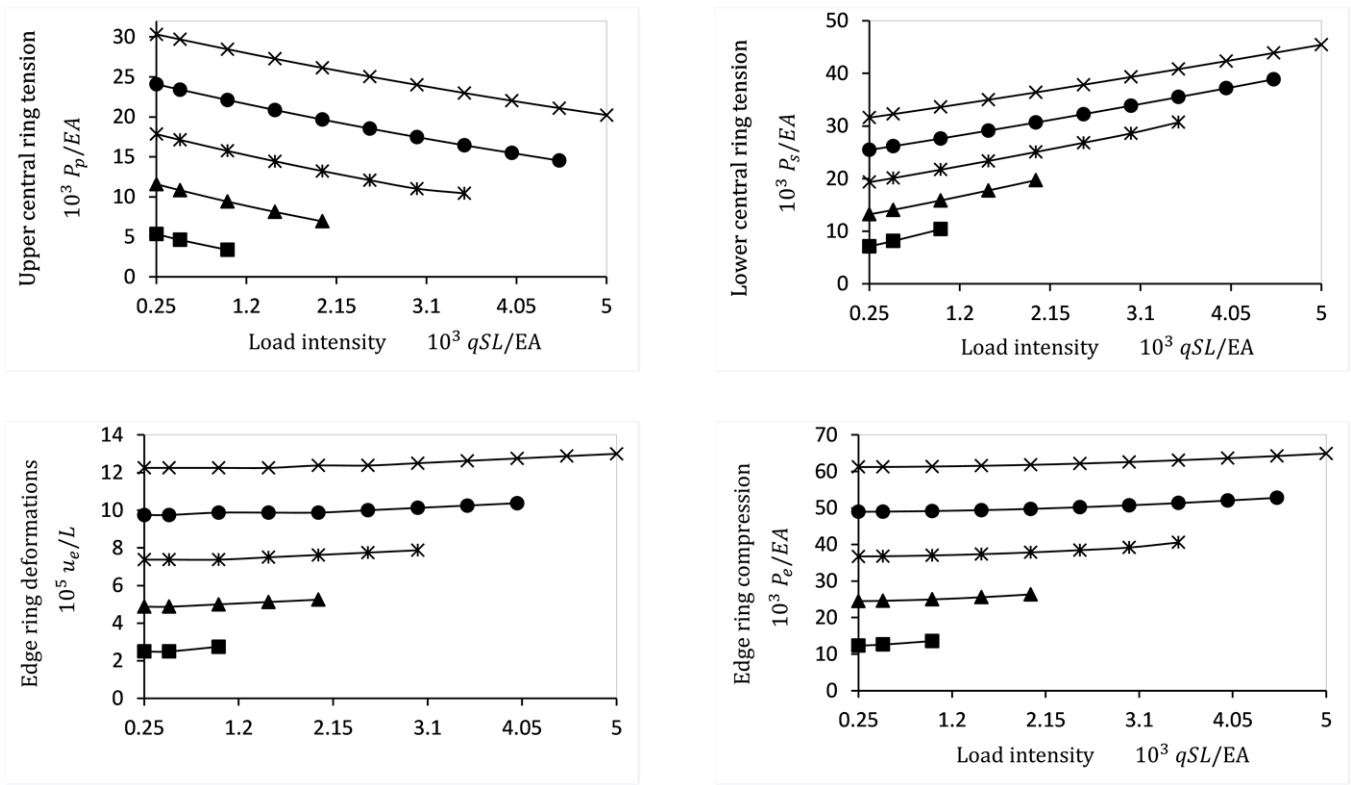 Upper central ring tension
10³ Pₚ/EA
30
25
20
15
10
5
0
0.25 1.2 2.15 3.1 4.05 5
Load intensity 10³ qSL/EA
Lower central ring tension
10³ Pₛ/EA
50
40
30
20
10
0
0.25 1.2 2.15 3.1 4.05 5
Load intensity 10³ qSL/EA
Edge ring deformations
10⁵ uₑ/L
14
12
10
8
6
4
2
0
0.25 1.2 2.15 3.1 4.05 5
Edge ring compression
10³ Pₑ/EA
70
60
50
40
30
20
10
0
0.25 1.2 2.15 3.1 4.05 5
Load intensity 10³ qSL/EA